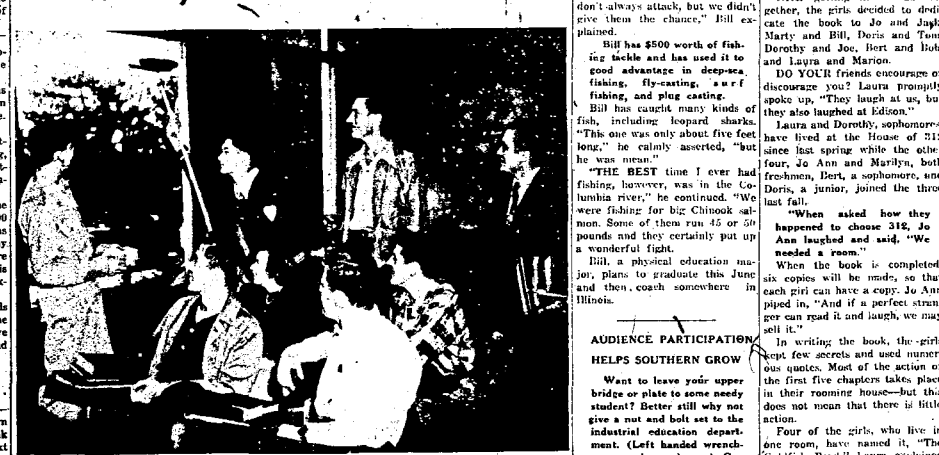 don't always attack, but we didn't
give them the chance," Bill ex-
plained.
Bill has $500 worth of fish-
ing tackle and has used it to
good advantage in deep-sea
fishing, fly-casting, surf
fishing, and plug casting.
Bill has caught many kinds of
fish, including leopard sharks.
"This one was only about five feet
long," he calmly asserted, "but
he was mean."
"THE BEST time I ever had
fishing, however, was in the Co-
lumbia river," he continued. "We
were fishing for big Chinook sal-
mon. Some of them run 45 or 50
pounds and they certainly put up
a wonderful fight.
Bill, a physical education ma-
jor, plans to graduate this June
and then coach somewhere in
Illinois.
AUDIENCE PARTICIPATION
HELPS SOUTHERN GROW
Want to leave your upper
bridge or plate to some needy
student? Better still why not
give a nut and bolt set to the
industrial education depart-
ment. (Left handed wrench-
gether, the girls decided to dedi
cate the book to Jo and Jack
Marty and Bill, Doris and Tom
Dorothy and Joe, Bert and Bob
and Laura and Marion.
DO YOUR friends encourage o
discourage you? Laura promptly
spoke up, "They laugh at us, bu
they also laughed at Edison."
Laura and Dorothy, sophomores
have lived at the House of 312
since last spring while the othe
four, Jo Ann and Marilyn, both
freshmen, Bert, a sophomore, and
Doris, a junior, joined the throe
last fall.
"When asked how they
happened to choose 312, Jo
Ann laughed and said, "We
needed a room."
When the book is completed
six copies will be made, so tha
each girl can have a copy. Jo Ann
piped in, "And if a perfect stran
ger can read it and laugh, we may
sell it."
In writing the book, the girls
kept few secrets and used numer
ous quotes. Most of the action o
the first five chapters takes place
in their rooming house—but this
does not mean that there is little
action.
Four of the girls, who live in
one room, have named it, "The